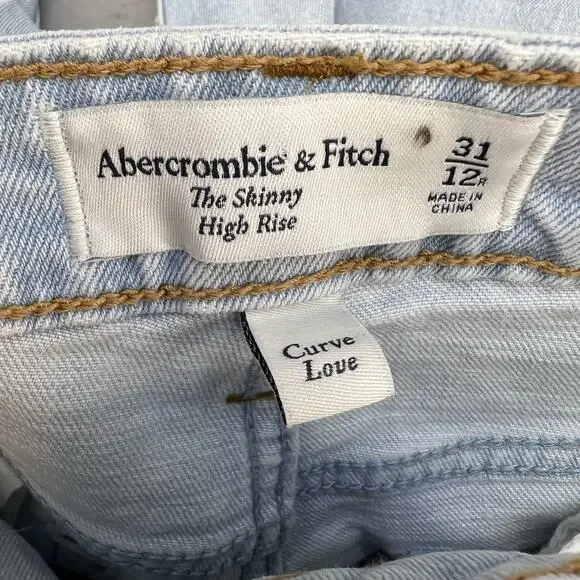 Abercrombie & Fitch
The Skinny
High Rise
31
12R
MADE IN
CHINA
Curve
Love